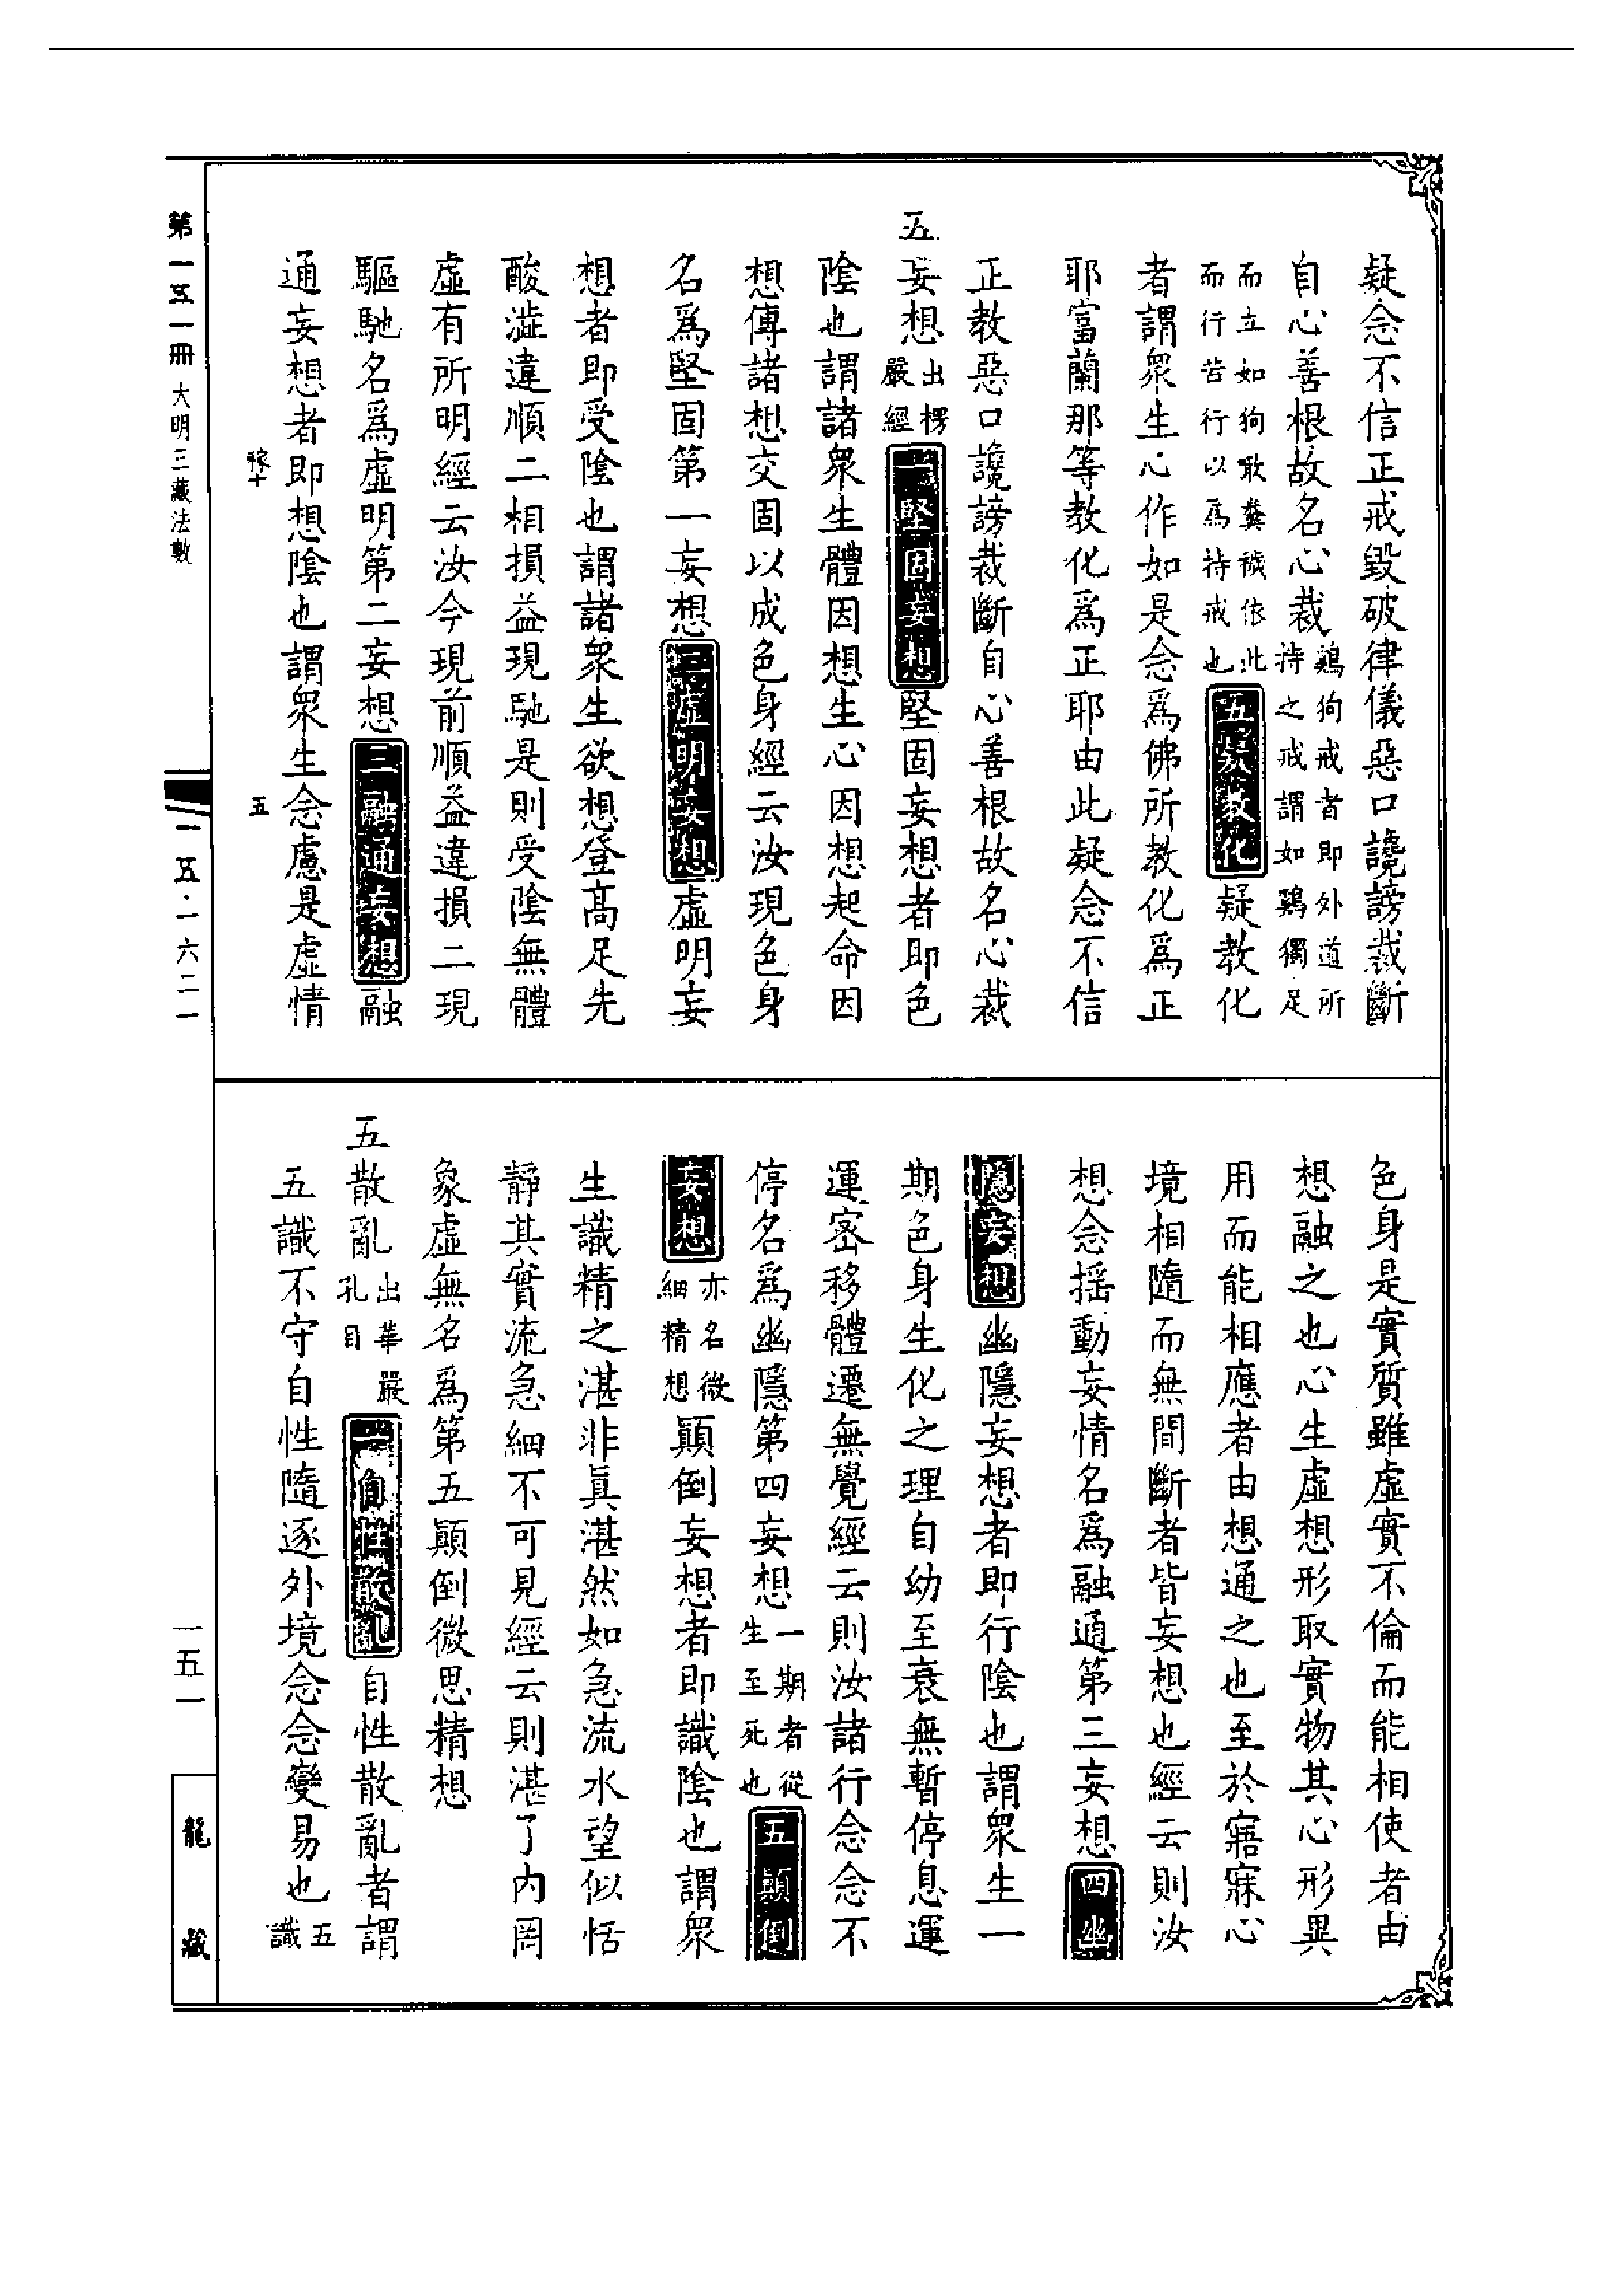 疑念不信正戒毀破律儀惡口讒謗裁斷
自心善根故名心裁鷄狗戒者即外道所持之戒謂如鷄獨足
而立如狗噉糞穢依此而行苦行以爲持戒也五疑教化疑教化
者謂衆生心作如是念爲佛所教化爲正
耶富蘭那等教化爲正耶由此疑念不信
正教惡口讒謗裁斷自心善根故名心裁
五妄想出楞嚴經一堅固妄想堅固妄想者即色
陰也謂諸衆生體因想生心因想起命因
想傳諸想交固以成色身經云汝現色身
名爲堅固第一妄想二虛明妄想虛明妄
想者即受陰也謂諸衆生欲想登高足先
酸澁違順二相損益現馳是則受陰無體
虛有所明經云汝今現前順益違損二現
驅馳名爲虛明第二妄想三融通妄想融
通妄想者即想陰也謂衆生念慮是虛情
色身是實質雖虛實不倫而能相使者由
想融之也心生虛想形取實物其心形異
用而能相應者由想通之也至於寤寐心
境相隨而無間斷者皆妄想也經云則汝
想念搖動妄情名爲融通第三妄想四幽
隱妄想幽隱妄想者即行陰也謂衆生一
期色身生化之理自幼至衰無暫停息運
運密移體遷無覺經云則汝諸行念念不
停名爲幽隱第四妄想一期者從生至死也五顛倒
妄想亦名微細精想顛倒妄想者即識陰也謂衆
生識精之湛非眞湛然如急流水望似恬
靜其實流急細不可見經云則湛了內罔
象虛無名爲第五顛倒微思精想
五散亂出華嚴孔目一自性散亂自性散亂者謂
五識不守自性隨逐外境念念變易也五識
第一五一冊 大明三藏法數
稼十 五
一五·一六二一
一五一
龍藏